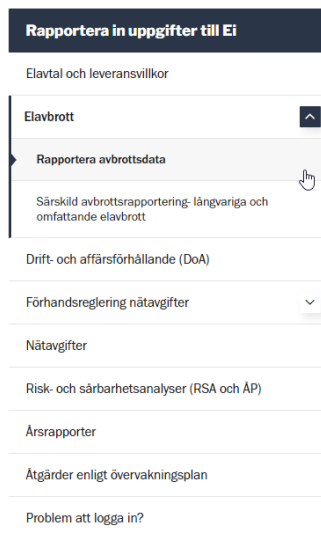 Rapportera in uppgifter till Ei
Elavtal och leveransvillkor
Elavbrott
Rapportera avbrottsdata
Särskild avbrottsrapportering- långvariga och
omfattande elavbrott
Drift- och affärsförhållande (DoA)
Förhandsreglering nätavgifter
Nätavgifter
Risk- och sårbarhetsanalyser (RSA och ÅP)
Årsrapporter
Åtgärder enligt övervakningsplan
Problem att logga in?